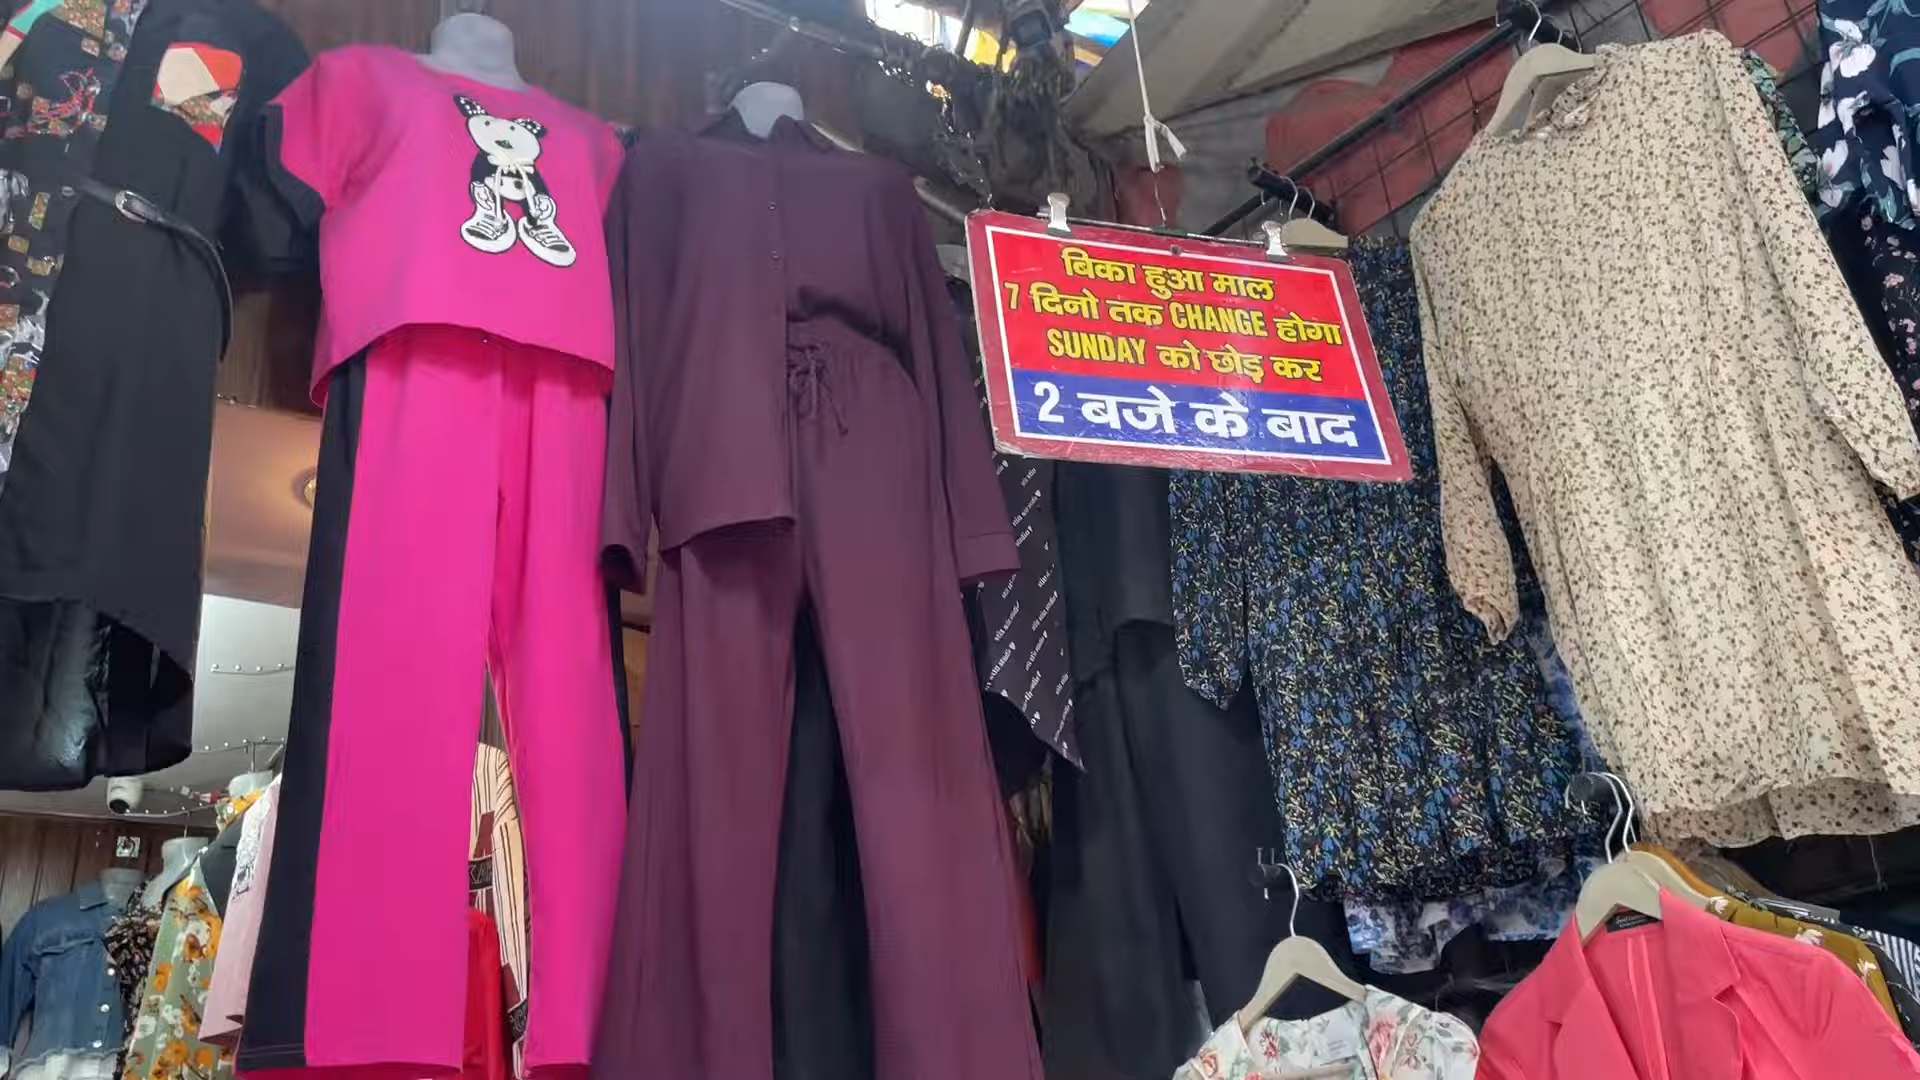 बिका हुआ माल
7 दिनो तक CHANGE होगा
SUNDAY को छोड़ कर
2 बजे के बाद